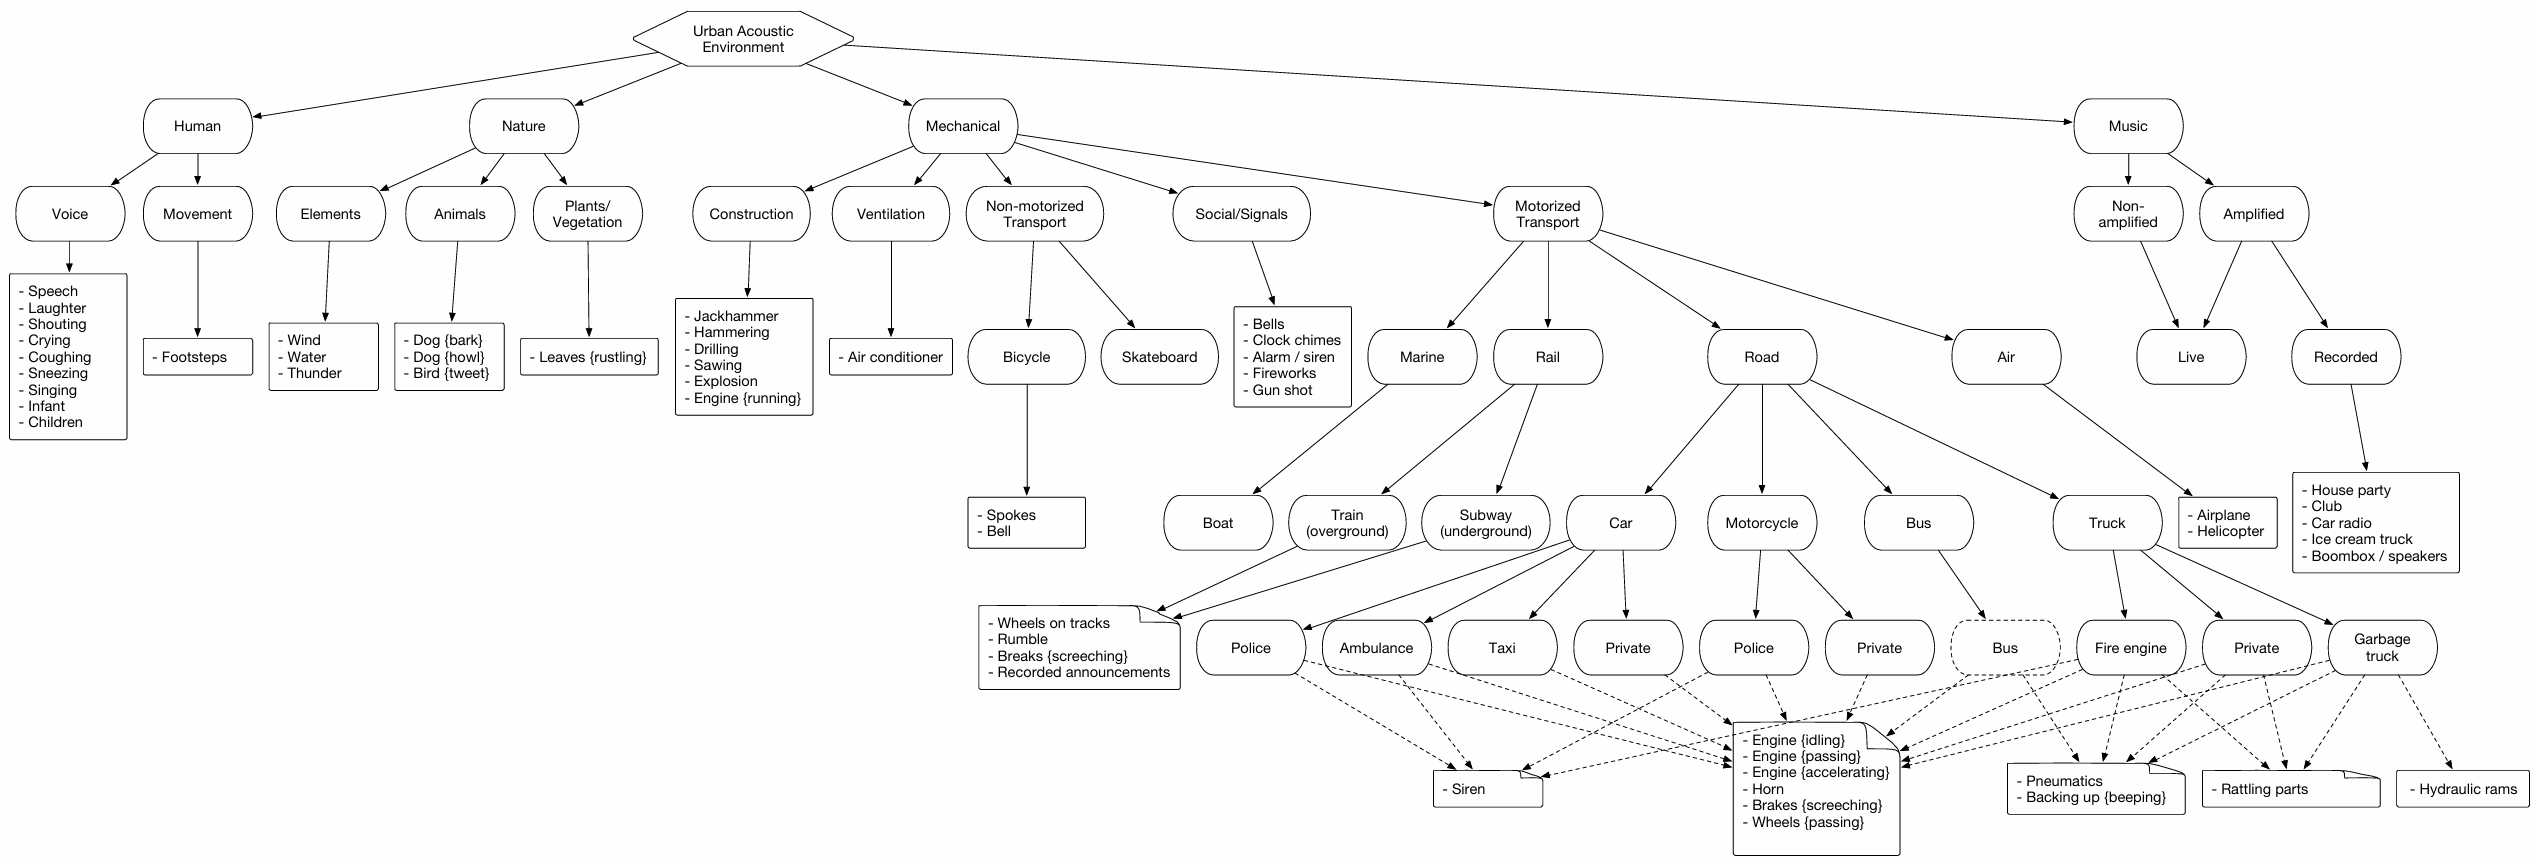 Urban Acoustic
Environment
Human
Nature
Mechanical
Music
Voice
Movement
Elements
Animals
Plants/
Vegetation
Construction
Ventilation
Non-motorized
Transport
Social/Signals
Motorized
Transport
Non-
amplified
Amplified
- Speech
- Laughter
- Shouting
- Crying
- Coughing
- Sneezing
- Singing
- Infant
- Children
- Footsteps
- Wind
- Water
- Thunder
- Dog {bark}
- Dog {howl}
- Bird {tweet}
- Leaves {rustling}
- Jackhammer
- Hammering
- Drilling
- Sawing
- Explosion
- Engine {running}
- Air conditioner
Bicycle
Skateboard
- Bells
- Clock chimes
- Alarm / siren
- Fireworks
- Gun shot
Marine
Rail
Road
Air
Live
Recorded
- Spokes
- Bell
Boat
Train
(overground)
Subway
(underground)
Car
Motorcycle
Bus
Truck
- Airplane
- Helicopter
- House party
- Club
- Car radio
- Ice cream truck
- Boombox / speakers
- Wheels on tracks
- Rumble
- Breaks {screeching}
- Recorded announcements
Police
Ambulance
Taxi
Private
Police
Private
Bus
Fire engine
Private
Garbage
truck
- Siren
- Engine {idling}
- Engine {passing}
- Engine {accelerating}
- Horn
- Brakes {screeching}
- Wheels {passing}
- Pneumatics
- Backing up {beeping}
- Rattling parts
- Hydraulic rams